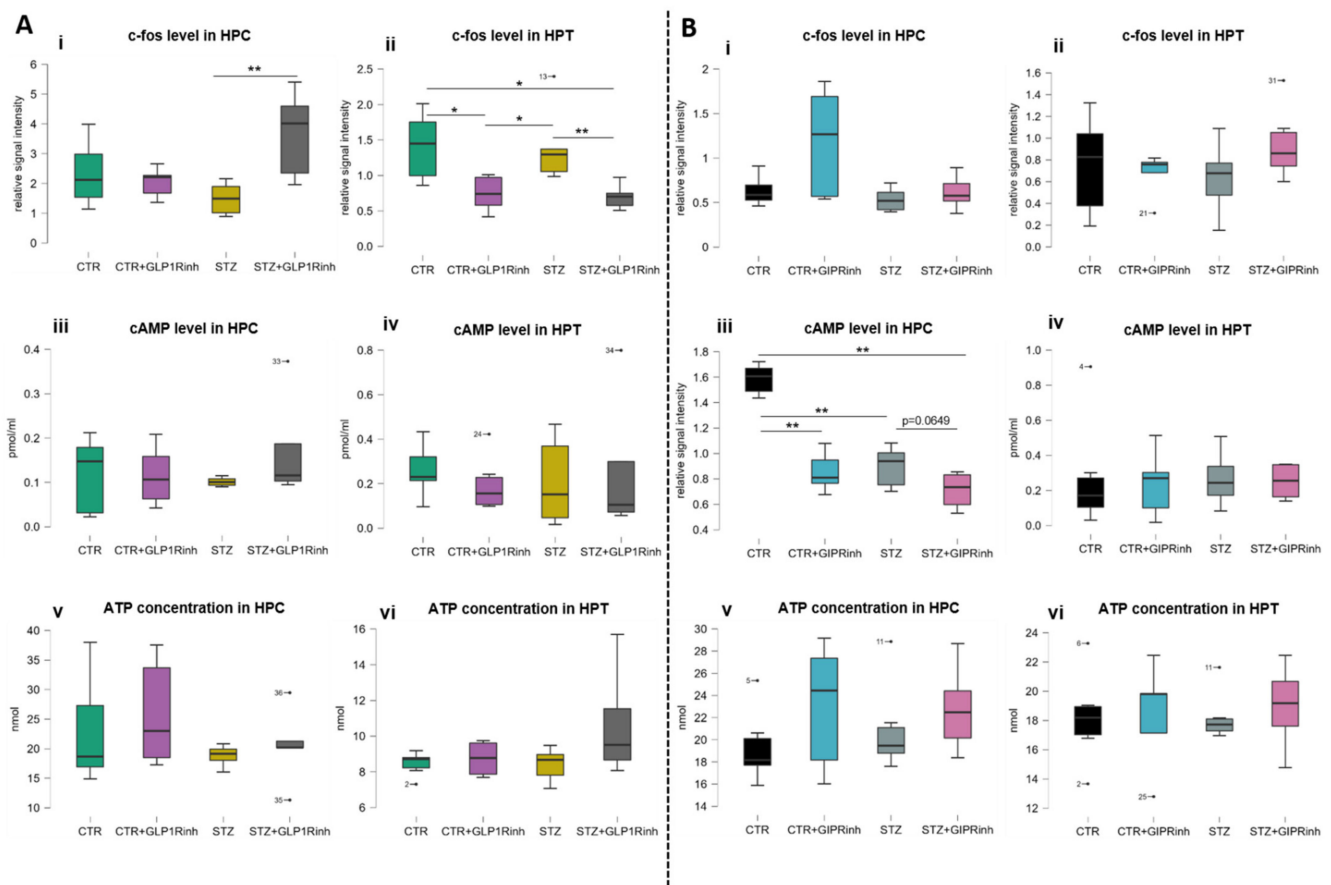 A
i
c-fos level in HPC
relative signal intensity
6
5
4
3
2
1
0
**
CTR
CTR+GLP1Rinh
STZ
STZ+GLP1Rinh
ii
c-fos level in HPT
relative signal intensity
2.5
2.0
1.5
1.0
0.5
0.0
13
*
*
*
**
CTR
CTR+GLP1Rinh
STZ
STZ+GLP1Rinh
iii
cAMP level in HPC
pmol/ml
0.4
0.3
0.2
0.1
0.0
33
CTR
CTR+GLP1Rinh
STZ
STZ+GLP1Rinh
iv
cAMP level in HPT
pmol/ml
0.8
0.6
0.4
0.2
0.0
24
34
CTR
CTR+GLP1Rinh
STZ
STZ+GLP1Rinh
v
ATP concentration in HPC
nmol
40
35
30
25
20
15
10
36
35
CTR
CTR+GLP1Rinh
STZ
STZ+GLP1Rinh
vi
ATP concentration in HPT
nmol
16
14
12
10
8
6
2
CTR
CTR+GLP1Rinh
STZ
STZ+GLP1Rinh
B
i
c-fos level in HPC
relative signal intensity
2
1.5
1
0.5
0
CTR
CTR+GIPRinh
STZ
STZ+GIPRinh
ii
c-fos level in HPT
relative signal intensity
1.6
1.4
1.2
1.0
0.8
0.6
0.4
0.2
0.0
21
31
CTR
CTR+GIPRinh
STZ
STZ+GIPRinh
iii
cAMP level in HPC
relative signal intensity
1.8
1.6
1.4
1.2
1.0
0.8
0.6
0.4
**
**
**
p=0.0649
CTR
CTR+GIPRinh
STZ
STZ+GIPRinh
iv
cAMP level in HPT
pmol/ml
1.0
0.8
0.6
0.4
0.2
0.0
4
CTR
CTR+GIPRinh
STZ
STZ+GIPRinh
v
ATP concentration in HPC
nmol
30
28
26
24
22
20
18
16
14
5
11
CTR
CTR+GIPRinh
STZ
STZ+GIPRinh
vi
ATP concentration in HPT
nmol
24
22
20
18
16
14
12
6
2
25
11
CTR
CTR+GIPRinh
STZ
STZ+GIPRinh